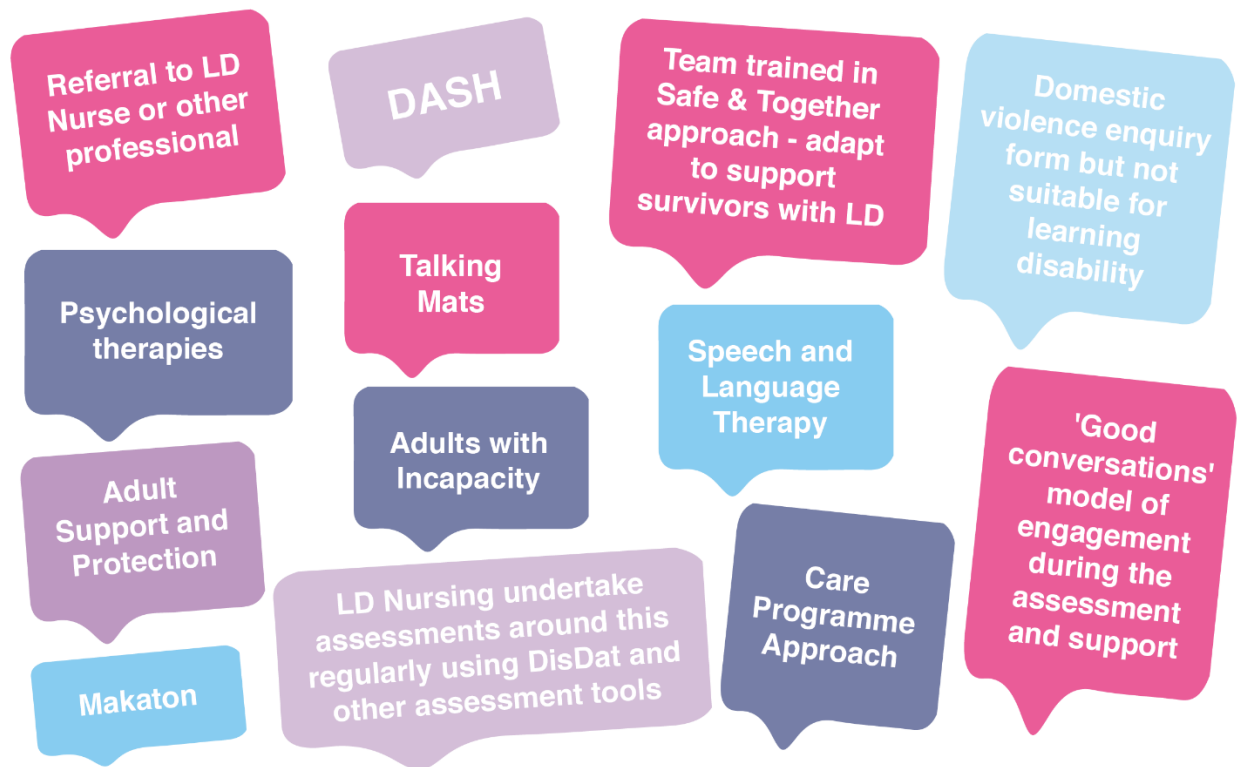 Referral to LD
Nurse or other
professional
DASH
Team trained in
Safe & Together
approach - adapt
to support
survivors with LD
Domestic
violence enquiry
form but not
suitable for
learning
disability
Psychological
therapies
Talking
Mats
Speech and
Language
Therapy
'Good
conversations'
model of
engagement
during the
assessment
and support
Adults with
Incapacity
Adult
Support and
Protection
Care
Programme
Approach
LD Nursing undertake
assessments around this
regularly using DisDat and
other assessment tools
Makaton